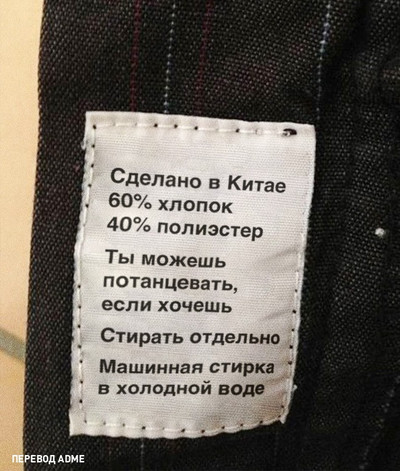 Сделано в Китае
60% хлопок
40% полиэстер
Ты можешь
потанцевать,
если хочешь
Стирать отдельно
Машинная стирка
в холодной воде
ПЕРЕВОД ADME